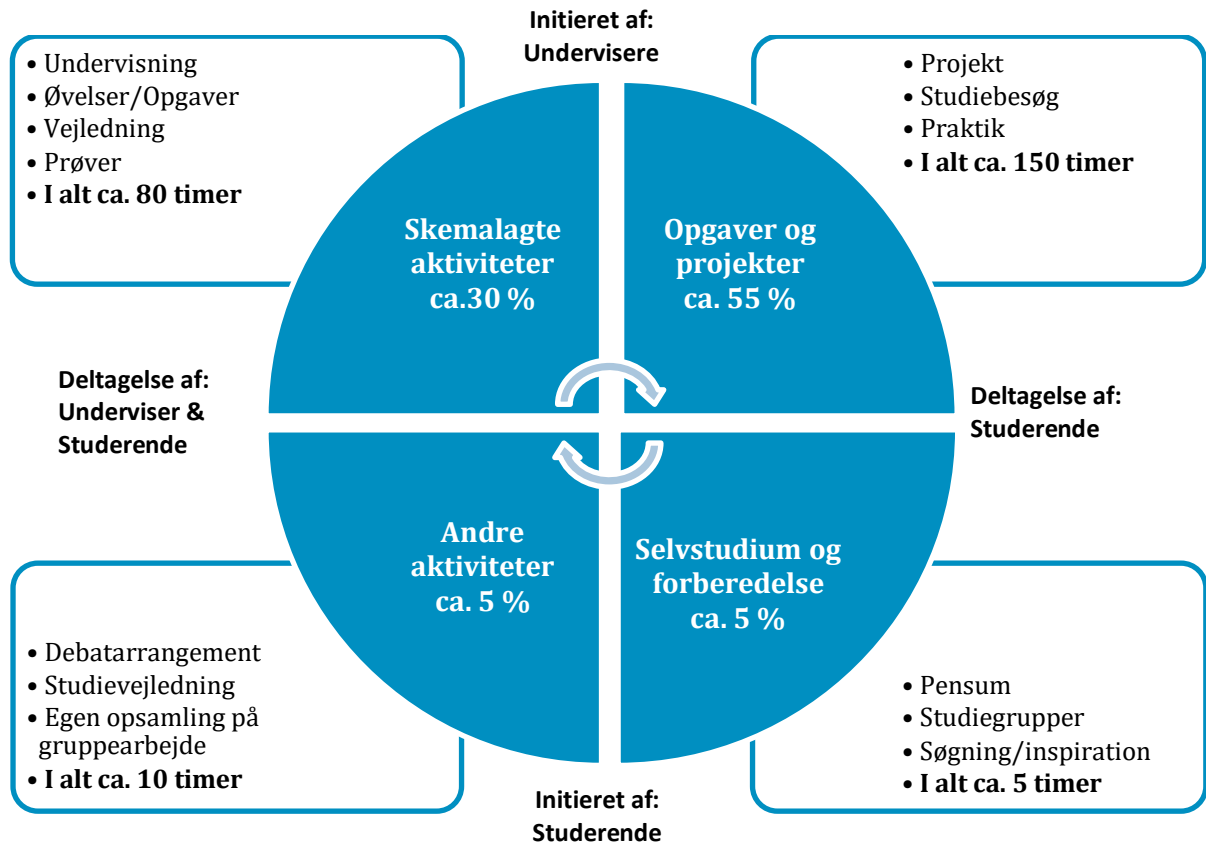 Initieret af:
Undervisere
• Undervisning
• Øvelser/Opgaver
• Vejledning
• Prøver
• I alt ca. 80 timer
• Projekt
• Studiebesøg
• Praktik
• I alt ca. 150 timer
Skemalagte
aktiviteter
ca.30 %
Opgaver og
projekter
ca. 55 %
Deltagelse af:
Underviser &
Studerende
Deltagelse af:
Studerende
Andre
aktiviteter
ca. 5 %
Selvstudium og
forberedelse
ca. 5 %
• Debatarrangement
• Studievejledning
• Egen opsamling på
gruppearbejde
• I alt ca. 10 timer
• Pensum
• Studiegrupper
• Søgning/inspiration
• I alt ca. 5 timer
Initieret af:
Studerende